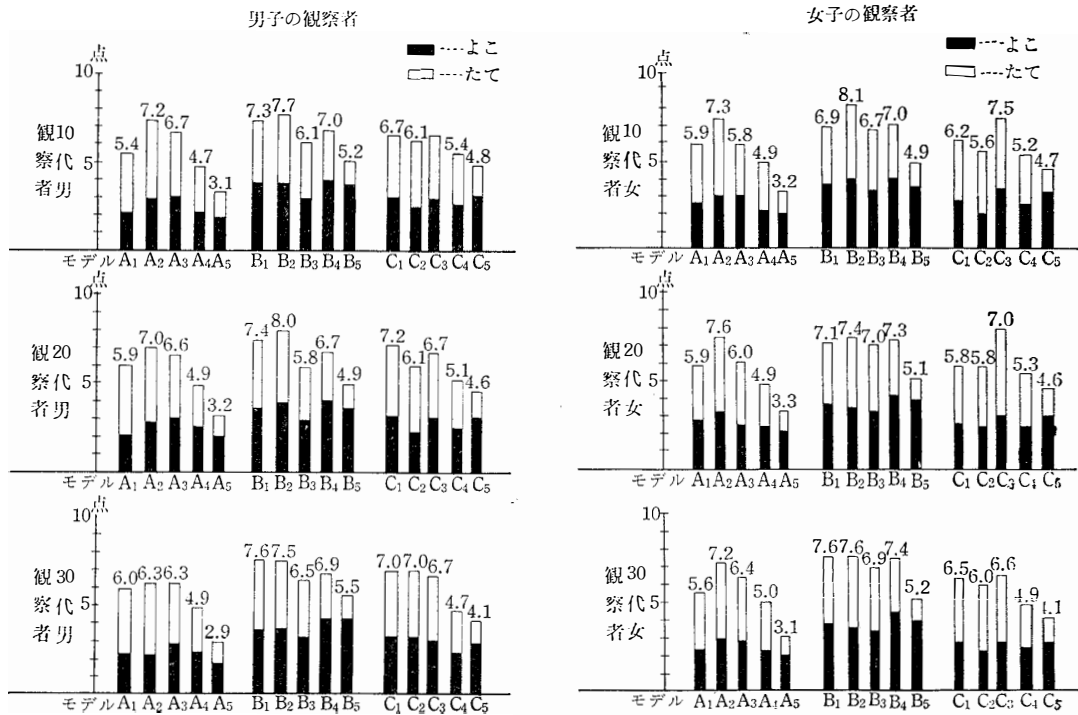 男子の観察者
女子の観察者
点
■----よこ
□----たて
10
5
観10
察代
者男
5.4 7.2 6.7 4.7 3.1 7.3 7.7 6.1 7.0 5.2 6.7 6.1 5.4 4.8
モデル A₁ A₂ A₃ A₄ A₅ B₁ B₂ B₃ B₄ B₅ C₁ C₂ C₃ C₄ C₅
点
■----よこ
□----たて
10
5
観10
察代
者女
5.9 7.3 5.8 4.9 3.2 6.9 8.1 6.7 7.0 4.9 6.2 5.6 7.5 5.2 4.7
モデル A₁ A₂ A₃ A₄ A₅ B₁ B₂ B₃ B₄ B₅ C₁ C₂ C₃ C₄ C₅
点
10
5
観20
察代
者男
5.9 7.0 6.6 4.9 3.2 7.4 8.0 5.8 6.7 4.9 7.2 6.1 6.7 5.1 4.6
モデル A₁ A₂ A₃ A₄ A₅ B₁ B₂ B₃ B₄ B₅ C₁ C₂ C₃ C₄ C₅
点
10
5
観20
察代
者女
5.9 7.6 6.0 4.9 3.3 7.1 7.4 7.0 7.3 5.1 5.8 5.8 7.0 5.3 4.6
モデル A₁ A₂ A₃ A₄ A₅ B₁ B₂ B₃ B₄ B₅ C₁ C₂ C₃ C₄ C₅
点
10
5
観30
察代
者男
6.0 6.3 6.3 4.9 2.9 7.6 7.5 6.5 6.9 5.5 7.0 7.0 6.7 4.7 4.1
モデル A₁ A₂ A₃ A₄ A₅ B₁ B₂ B₃ B₄ B₅ C₁ C₂ C₃ C₄ C₅
10
5
観30
察代
者女
5.6 7.2 6.4 5.0 3.1 7.6 7.6 6.9 7.4 5.2 6.5 6.0 6.6 4.9 4.1
モデル A₁ A₂ A₃ A₄ A₅ B₁ B₂ B₃ B₄ B₅ C₁ C₂ C₃ C₄ C₅